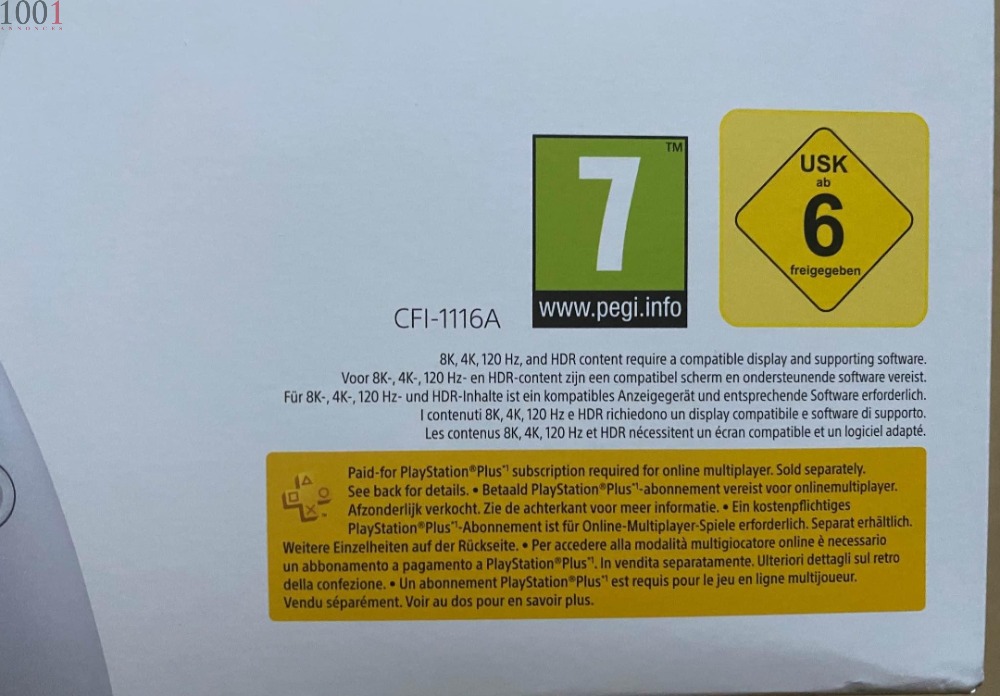 1001
ANNONCES
7
TM
www.pegi.info
USK
ab
6
freigegeben
CFI-1116A
8K, 4K, 120 Hz, and HDR content require a compatible display and supporting software.
Voor 8K-, 4K-, 120 Hz- en HDR-content zijn een compatibel scherm en ondersteunende software vereist.
Für 8K-, 4K-, 120 Hz- und HDR-Inhalte ist ein kompatibles Anzeigegerät und entsprechende Software erforderlich.
I contenuti 8K, 4K, 120 Hz e HDR richiedono un display compatibile e software di supporto.
Les contenus 8K, 4K, 120 Hz et HDR nécessitent un écran compatible et un logiciel adapté.
Paid-for PlayStation®Plus*¹ subscription required for online multiplayer. Sold separately.
See back for details. • Betaald PlayStation®Plus*¹-abonnement vereist voor onlinemultiplayer.
Afzonderlijk verkocht. Zie de achterkant voor meer informatie. • Ein kostenpflichtiges
PlayStation®Plus*¹-Abonnement ist für Online-Multiplayer-Spiele erforderlich. Separat erhältlich.
Weitere Einzelheiten auf der Rückseite. • Per accedere alla modalità multigiocatore online è necessario
un abbonamento a pagamento a PlayStation®Plus*¹. In vendita separatamente. Ulteriori dettagli sul retro
della confezione. • Un abonnement PlayStation®Plus*¹ est requis pour le jeu en ligne multijoueur.
Vendu séparément. Voir au dos pour en savoir plus.